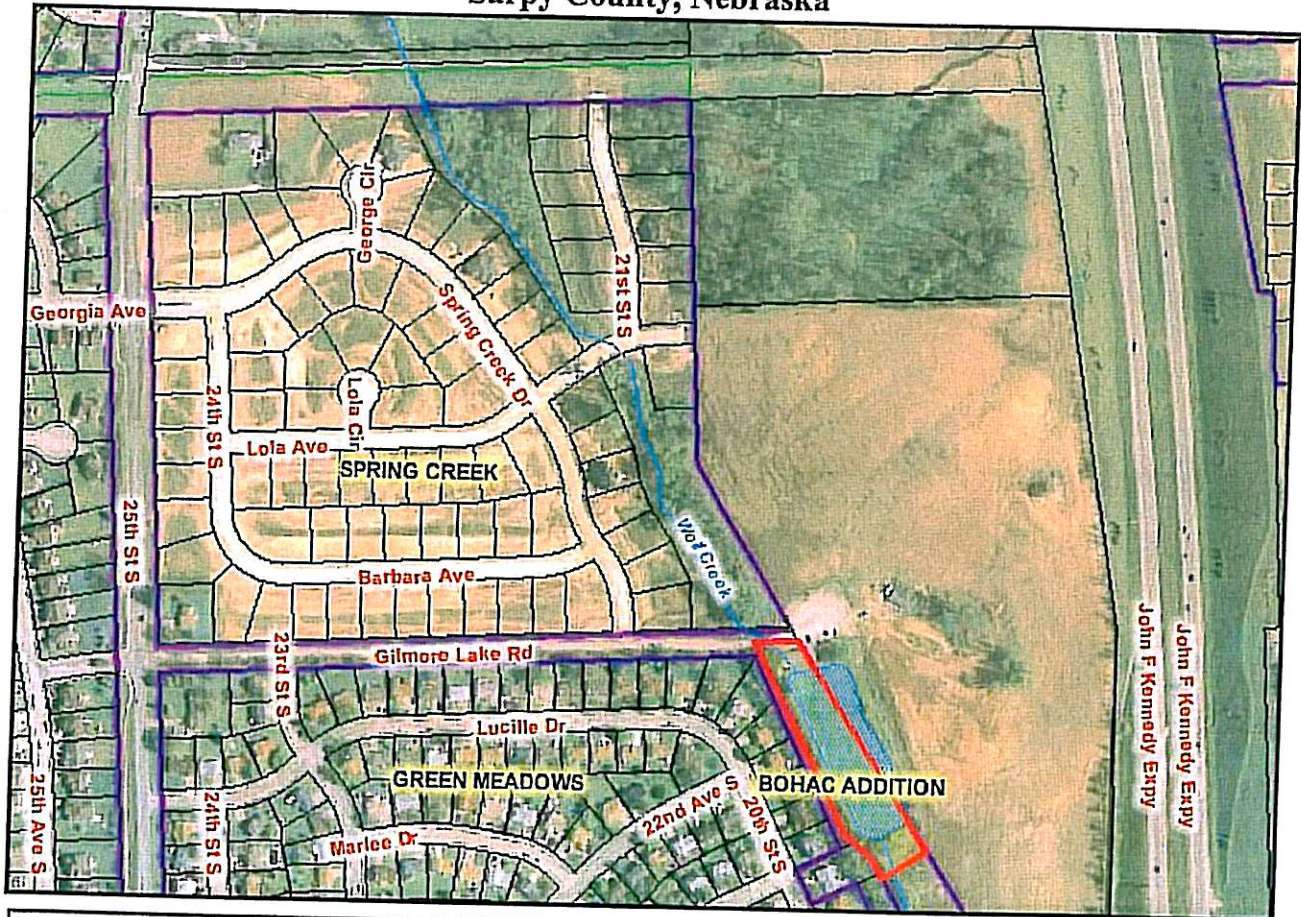 Sarpy County, Nebraska
George Cir
21st St S
Georgia Ave
Spring Creek Dr
24th St S
Lola Cir
Lola Ave
SPRING CREEK
25th St S
Wolf Creek
Barbara Ave
John F Kennedy Expy
John F Kennedy Expy
23rd St S
Gilmore Lake Rd
Lucille Dr
GREEN MEADOWS
BOHAC ADDITION
22nd Ave S
20th St S
25th Ave S
24th St S
Marlee Dr